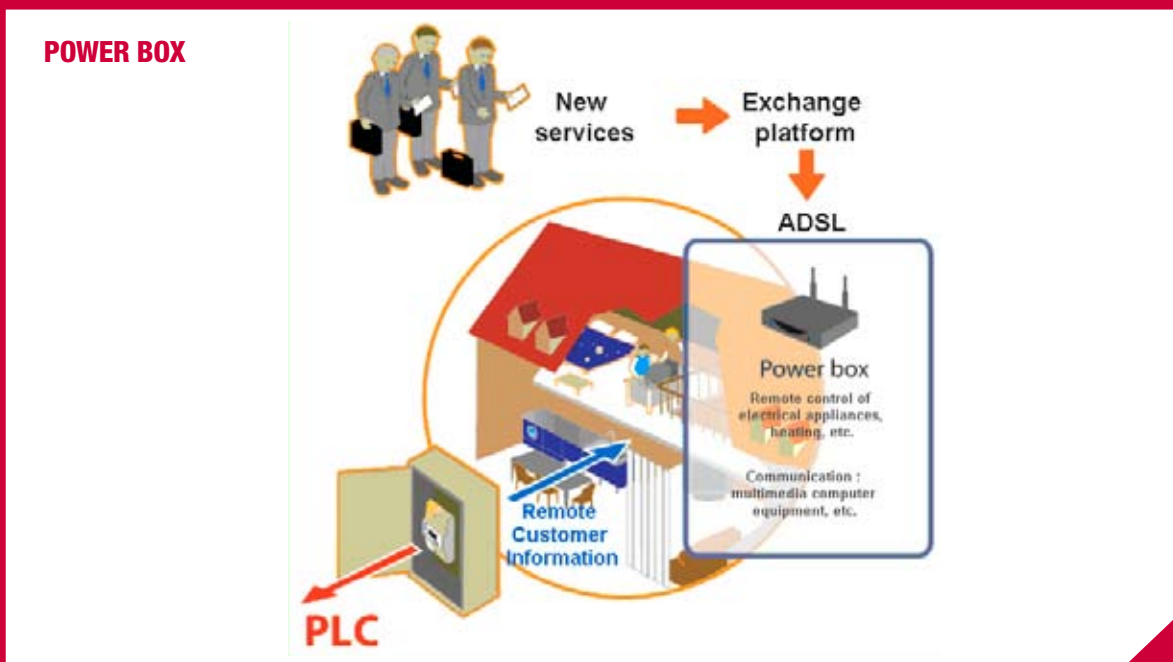 POWER BOX
New
services
Exchange
platform
ADSL
Power box
Remote control of
electrical appliances,
heating, etc.
Communication :
multimedia computer
equipment, etc.
Remote
Customer
Information
PLC